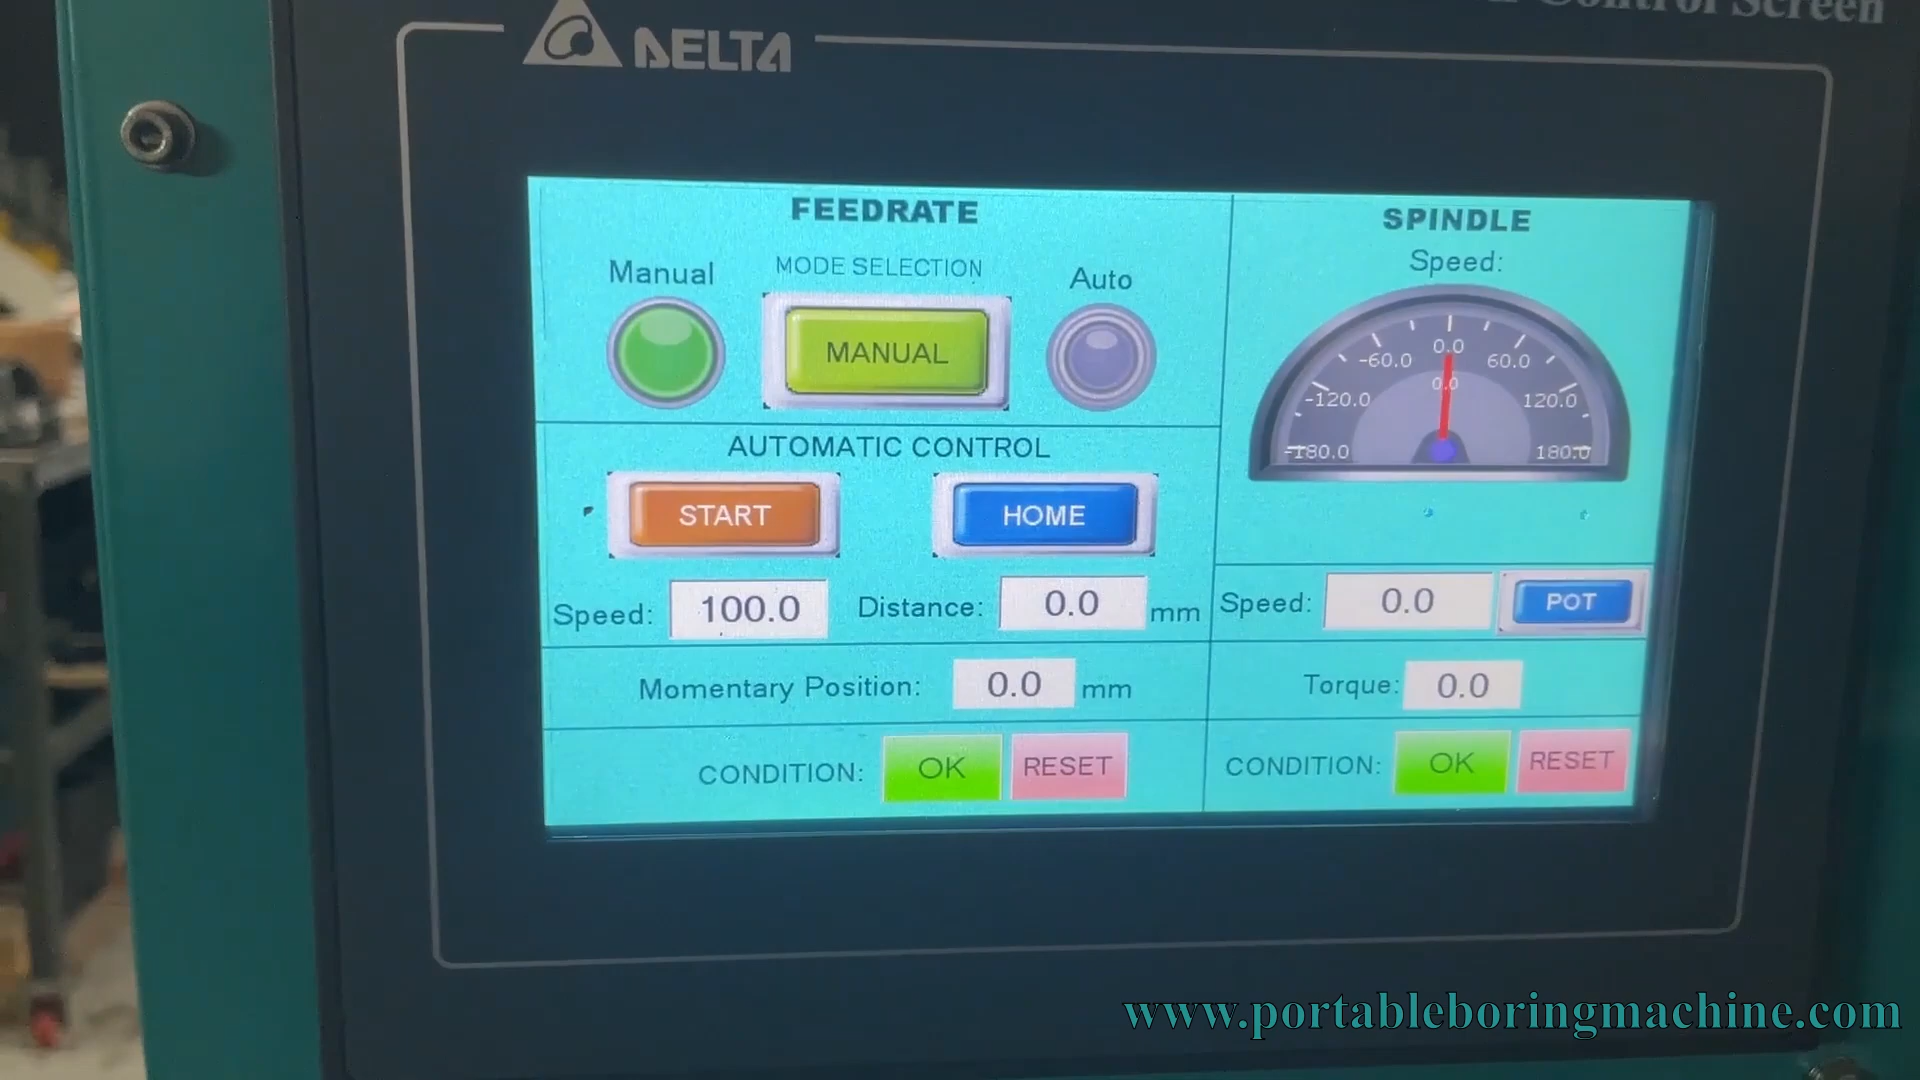 Control Screen
DELTA
FEEDRATE
Manual
MODE SELECTION
Auto
MANUAL
AUTOMATIC CONTROL
START
HOME
Speed: 100.0
Distance: 0.0 mm
Momentary Position: 0.0 mm
CONDITION: OK RESET
SPINDLE
Speed:
-180.0 -120.0 -60.0 0.0 60.0 120.0 180.0
0.0
Speed: 0.0 POT
Torque: 0.0
CONDITION: OK RESET
www.portableboringmachine.com